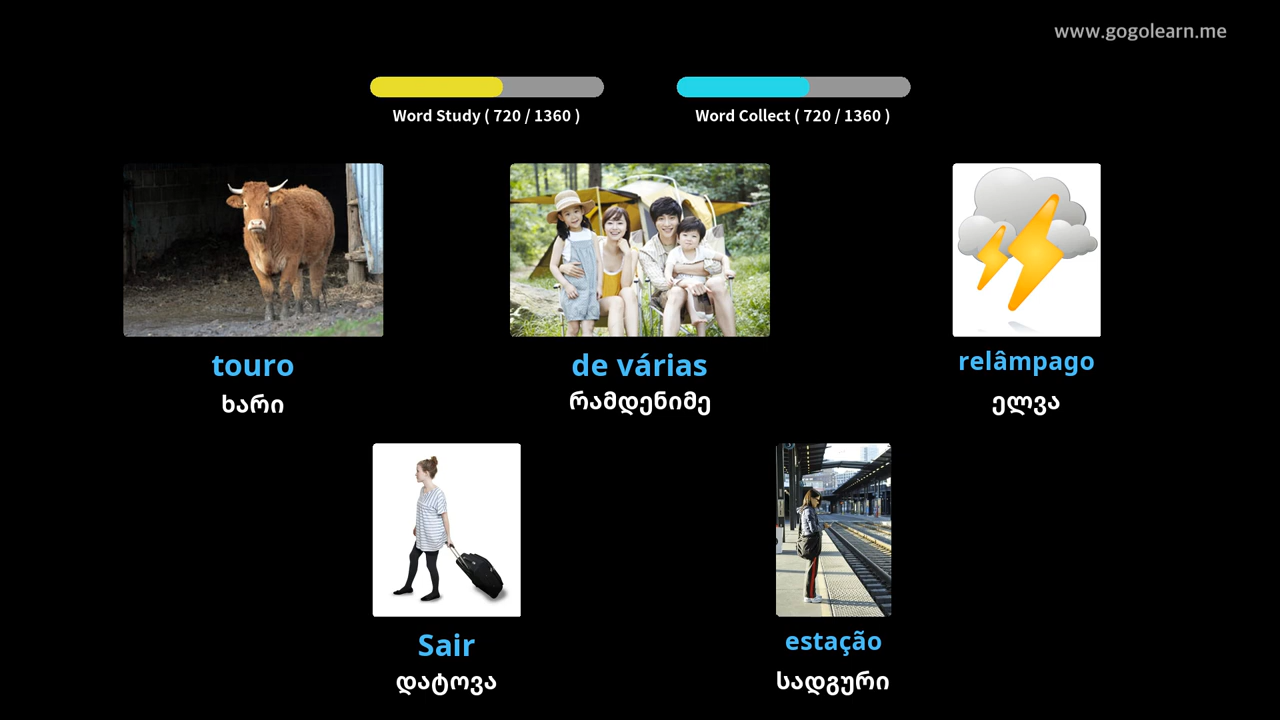 www.gogolearn.me
Word Study ( 720 / 1360 )
Word Collect ( 720 / 1360 )
touro
ხარი
de várias
რამდენიმე
relâmpago
ელვა
Sair
დატოვა
estação
სადგური